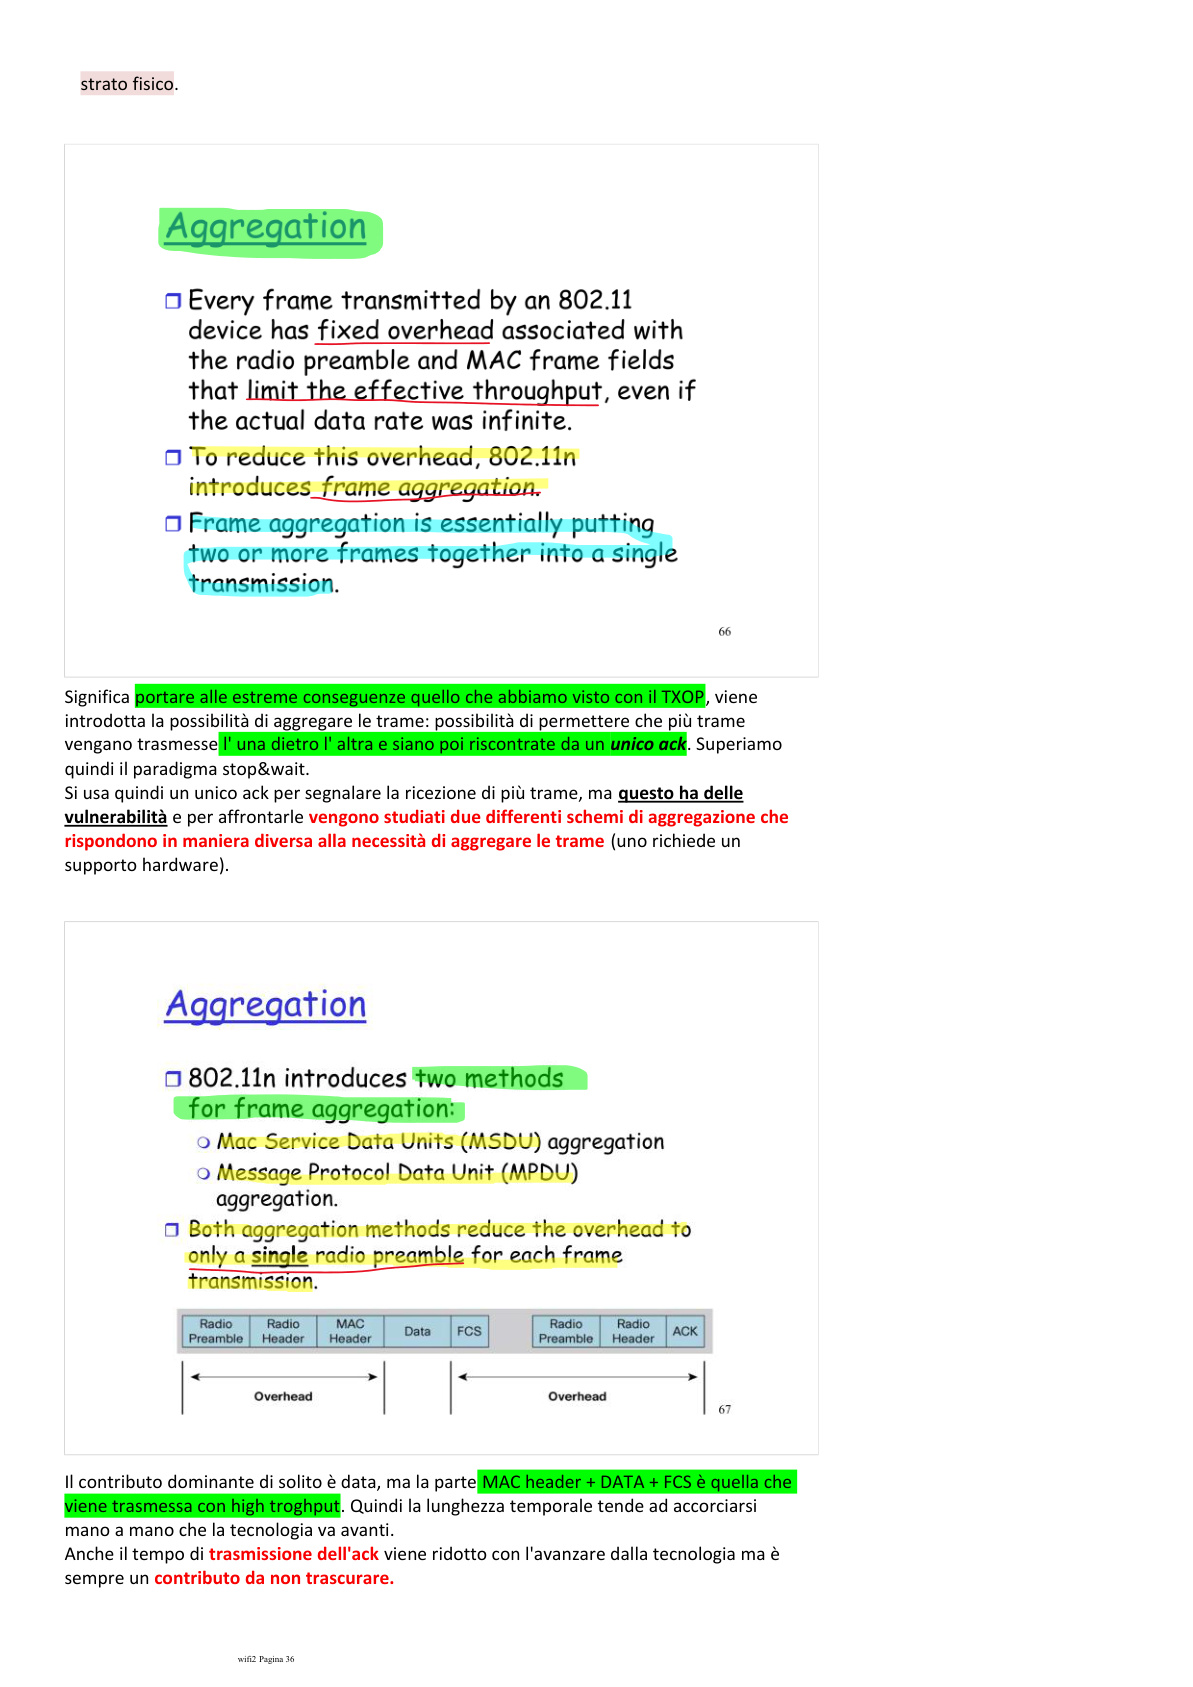 strato fisico.
Aggregation
❒ Every frame transmitted by an 802.11
device has fixed overhead associated with
the radio preamble and MAC frame fields
that limit the effective throughput, even if
the actual data rate was infinite.
❒ To reduce this overhead, 802.11n
introduces frame aggregation.
❒ Frame aggregation is essentially putting
two or more frames together into a single
transmission.
66
Significa portare alle estreme conseguenze quello che abbiamo visto con il TXOP, viene
introdotta la possibilità di aggregare le trame: possibilità di permettere che più trame
vengano trasmesse l' una dietro l' altra e siano poi riscontrate da un unico ack. Superiamo
quindi il paradigma stop&wait.
Si usa quindi un unico ack per segnalare la ricezione di più trame, ma questo ha delle
vulnerabilità e per affrontarle vengono studiati due differenti schemi di aggregazione che
rispondono in maniera diversa alla necessità di aggregare le trame (uno richiede un
supporto hardware).
Aggregation
❒ 802.11n introduces two methods
for frame aggregation:
❍ Mac Service Data Units (MSDU) aggregation
❍ Message Protocol Data Unit (MPDU)
aggregation.
❒ Both aggregation methods reduce the overhead to
only a single radio preamble for each frame
transmission.
Radio Preamble Radio Header MAC Header Data FCS Radio Preamble Radio Header ACK
Overhead Overhead
67
Il contributo dominante di solito è data, ma la parte MAC header + DATA + FCS è quella che
viene trasmessa con high troghput. Quindi la lunghezza temporale tende ad accorciarsi
mano a mano che la tecnologia va avanti.
Anche il tempo di trasmissione dell'ack viene ridotto con l'avanzare dalla tecnologia ma è
sempre un contributo da non trascurare.
wifi2 Pagina 36